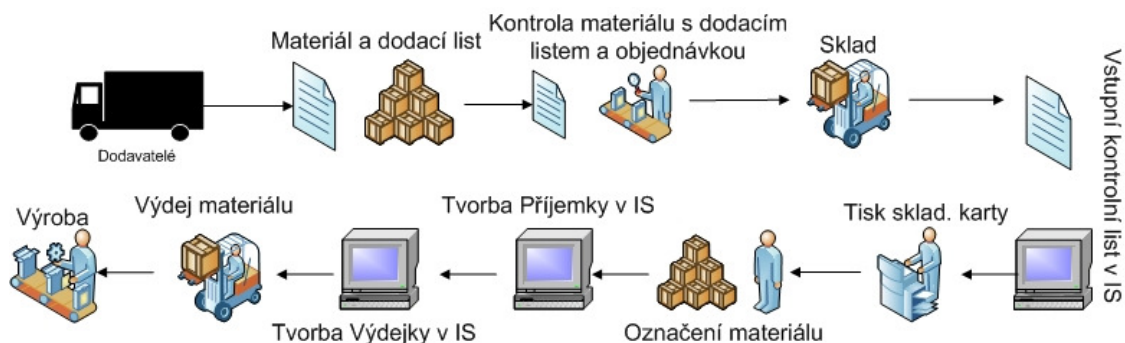 Dodavatelé
Materiál a dodací list
Kontrola materiálu s dodacím
listem a objednávkou
Sklad
Vstupní kontrolní list v IS
Tisk sklad. karty
Označení materiálu
Tvorba Příjemky v IS
Tvorba Výdejky v IS
Výdej materiálu
Výroba